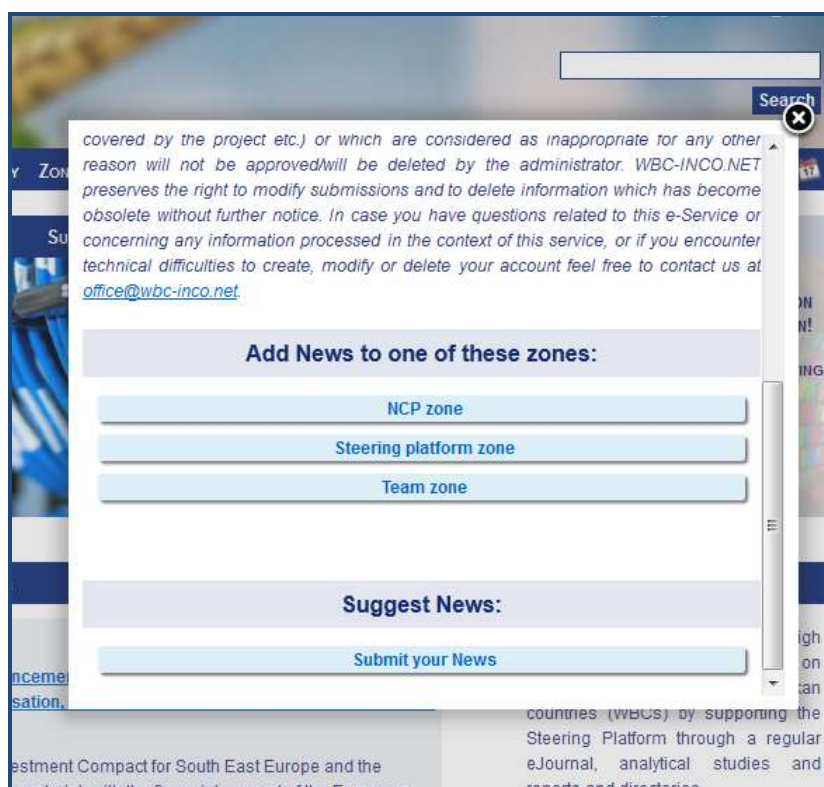 Search
covered by the project etc.) or which are considered as inappropriate for any other
reason will not be approved/will be deleted by the administrator. WBC-INCO.NET
preserves the right to modify submissions and to delete information which has become
obsolete without further notice. In case you have questions related to this e-Service or
concerning any information processed in the context of this service, or if you encounter
technical difficulties to create, modify or delete your account feel free to contact us at
office@wbc-inco.net.
Add News to one of these zones:
NCP zone
Steering platform zone
Team zone
Suggest News:
Submit your News
sation,
estment Compact for South East Europe and the
countries (WBCs) by supporting the
Steering Platform through a regular
eJournal, analytical studies and
reports and directories